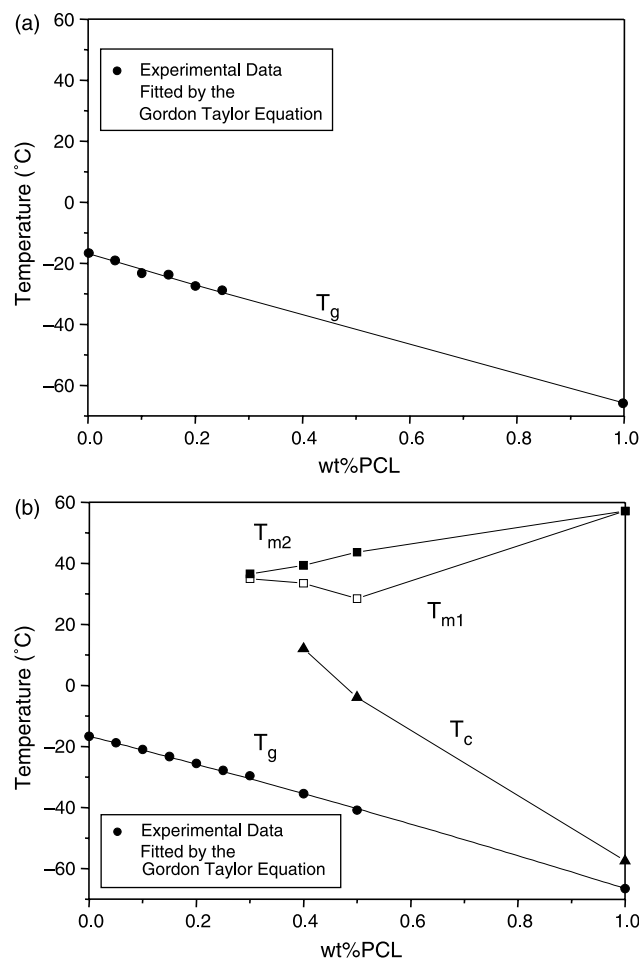 (a)
60
40
20
0
−20
−40
−60
Temperature (˚C)
● Experimental Data
Fitted by the
Gordon Taylor Equation
Tg
0.0 0.2 0.4 0.6 0.8 1.0
wt%PCL
(b)
60
40
20
0
−20
−40
−60
Temperature (˚C)
Tm2
Tm1
Tc
Tg
● Experimental Data
Fitted by the
Gordon Taylor Equation
0.0 0.2 0.4 0.6 0.8 1.0
wt%PCL